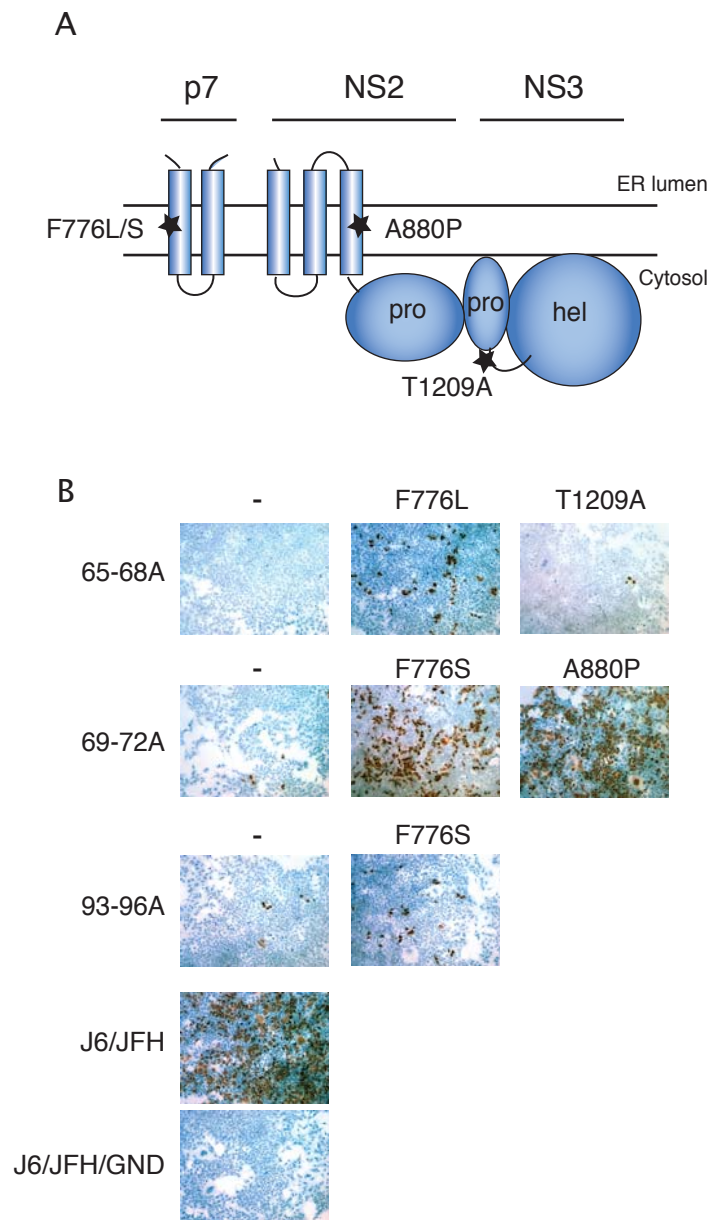 A
p7 NS2 NS3
ER lumen
F776L/S A880P
Cytosol
pro pro hel
T1209A
B
- F776L T1209A
65-68A
- F776S A880P
69-72A
- F776S
93-96A
J6/JFH
J6/JFH/GND